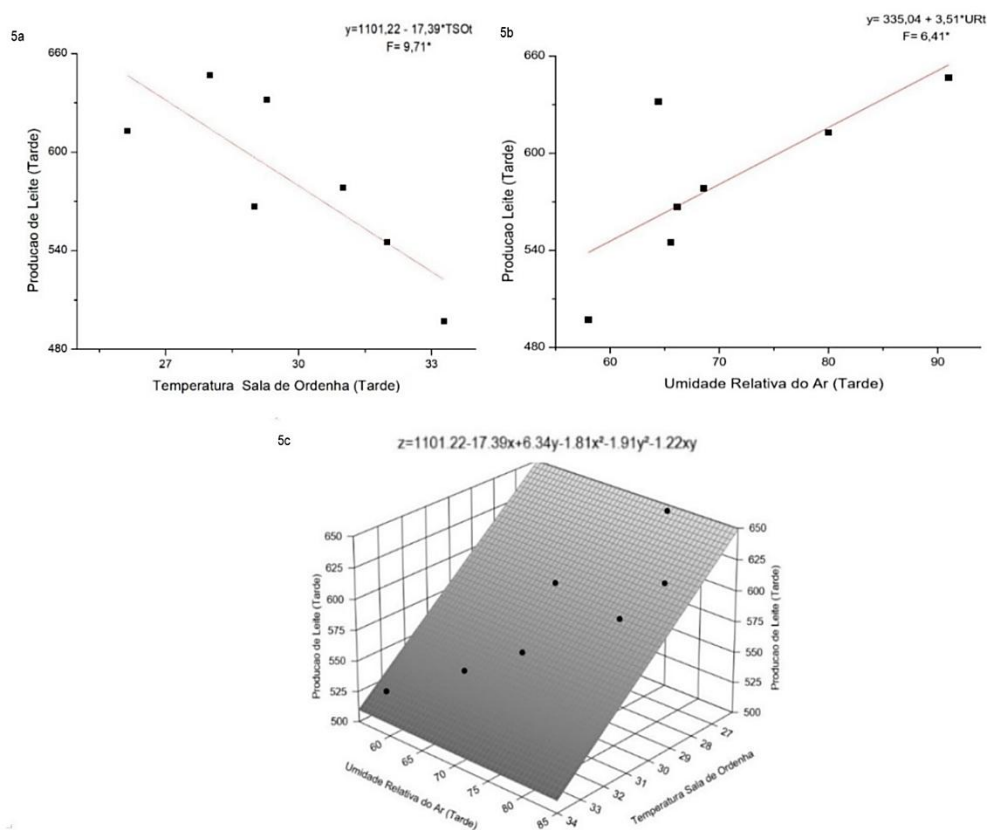 5a
y=1101,22 - 17,39*TSOt
F= 9,71*
660
600
540
480
Producao de Leite (Tarde)
27
30
33
Temperatura Sala de Ordenha (Tarde)
5b
y= 335,04 + 3,51*URt
F= 6,41*
660
600
540
480
Producao Leite (Tarde)
60
70
80
90
Umidade Relativa do Ar (Tarde)
5c
z=1101.22-17.39x+6.34y-1.81x²-1.91y²-1.22xy
650
625
600
575
550
525
500
Producao de Leite (Tarde)
650
625
600
575
550
525
500
Producao de Leite (Tarde)
60
65
70
75
80
85
Umidade Relativa do Ar (Tarde)
27
28
29
30
31
32
33
34
Temperatura Sala de Ordenha